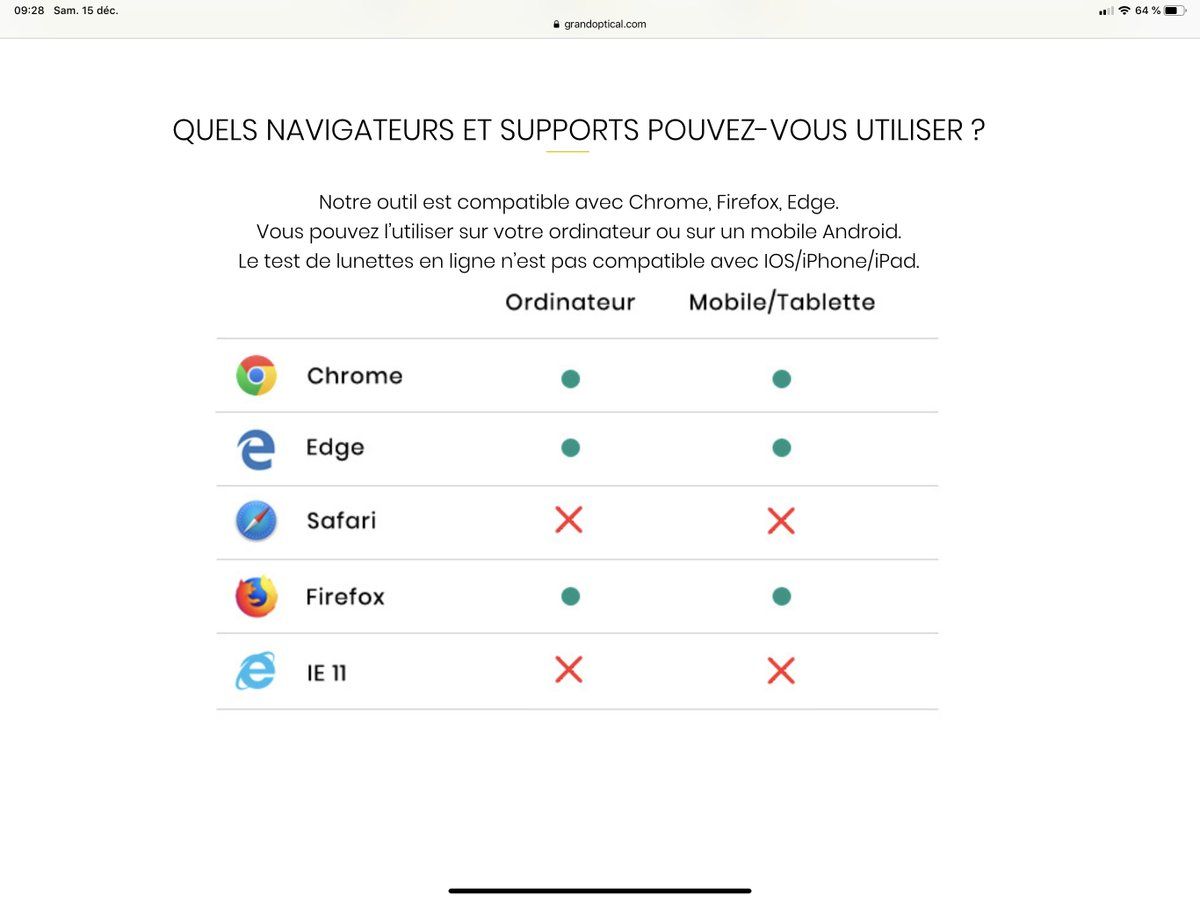 09:28 Sam. 15 déc.
64 %
grandoptical.com
QUELS NAVIGATEURS ET SUPPORTS POUVEZ-VOUS UTILISER ?
Notre outil est compatible avec Chrome, Firefox, Edge.
Vous pouvez l'utiliser sur votre ordinateur ou sur un mobile Android.
Le test de lunettes en ligne n'est pas compatible avec IOS/iPhone/iPad.
Ordinateur Mobile/Tablette
Chrome
Edge
Safari
Firefox
IE 11